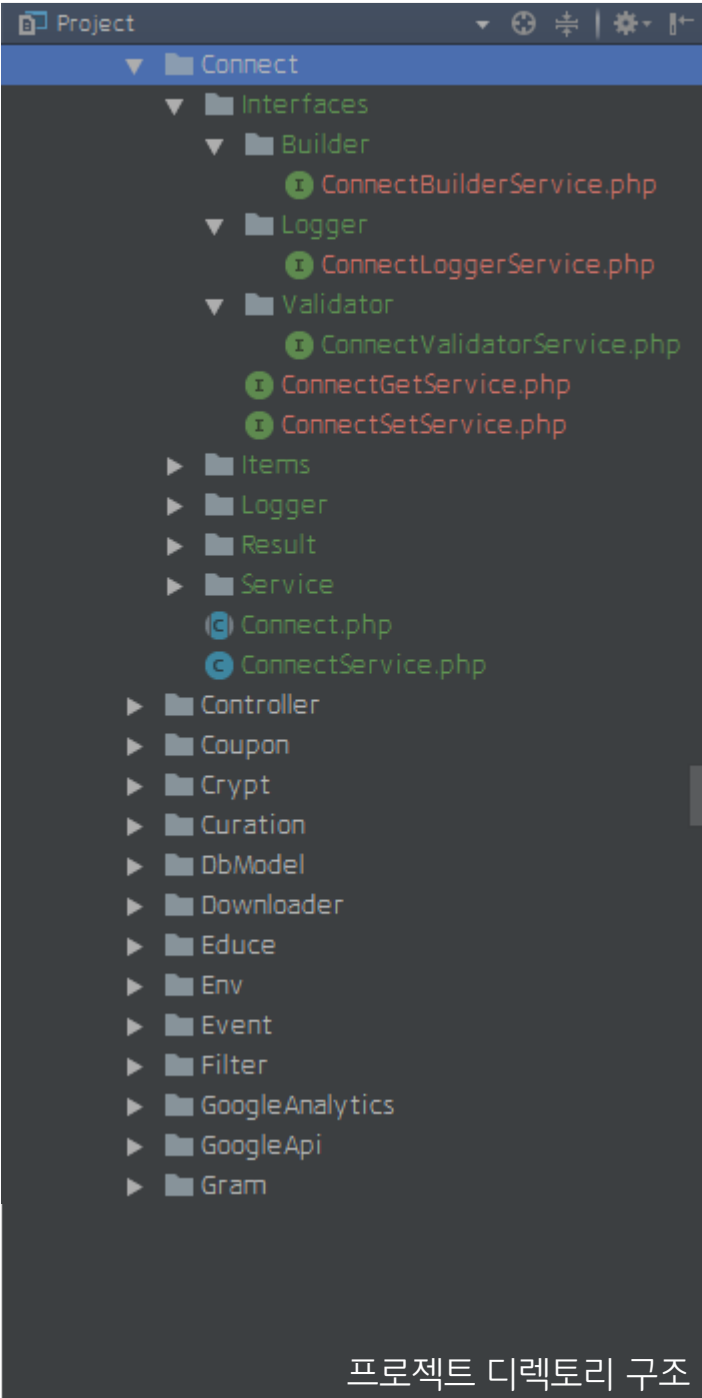 Project
Connect
Interfaces
Builder
ConnectBuilderService.php
Logger
ConnectLoggerService.php
Validator
ConnectValidatorService.php
ConnectGetService.php
ConnectSetService.php
Items
Logger
Result
Service
Connect.php
ConnectService.php
Controller
Coupon
Crypt
Curation
DbModel
Downloader
Educe
Env
Event
Filter
GoogleAnalytics
GoogleApi
Gram
프로젝트 디렉토리 구조